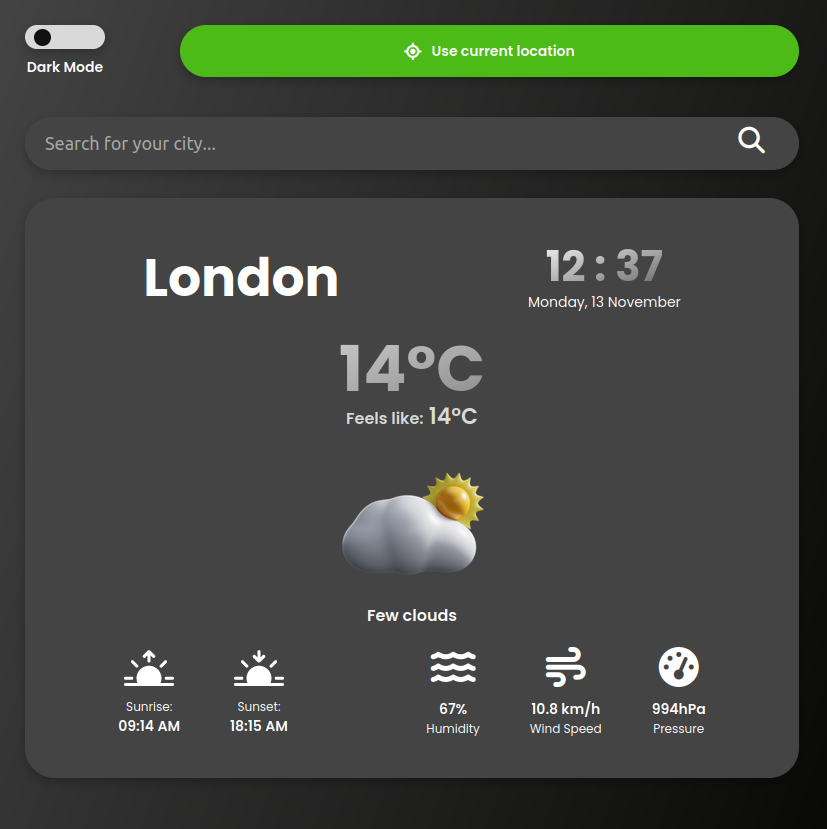 Use current location
Dark Mode
Search for your city...
London
12 : 37
Monday, 13 November
14°C
Feels like: 14°C
Few clouds
Sunrise:
09:14 AM
Sunset:
18:15 AM
67%
Humidity
10.8 km/h
Wind Speed
994hPa
Pressure